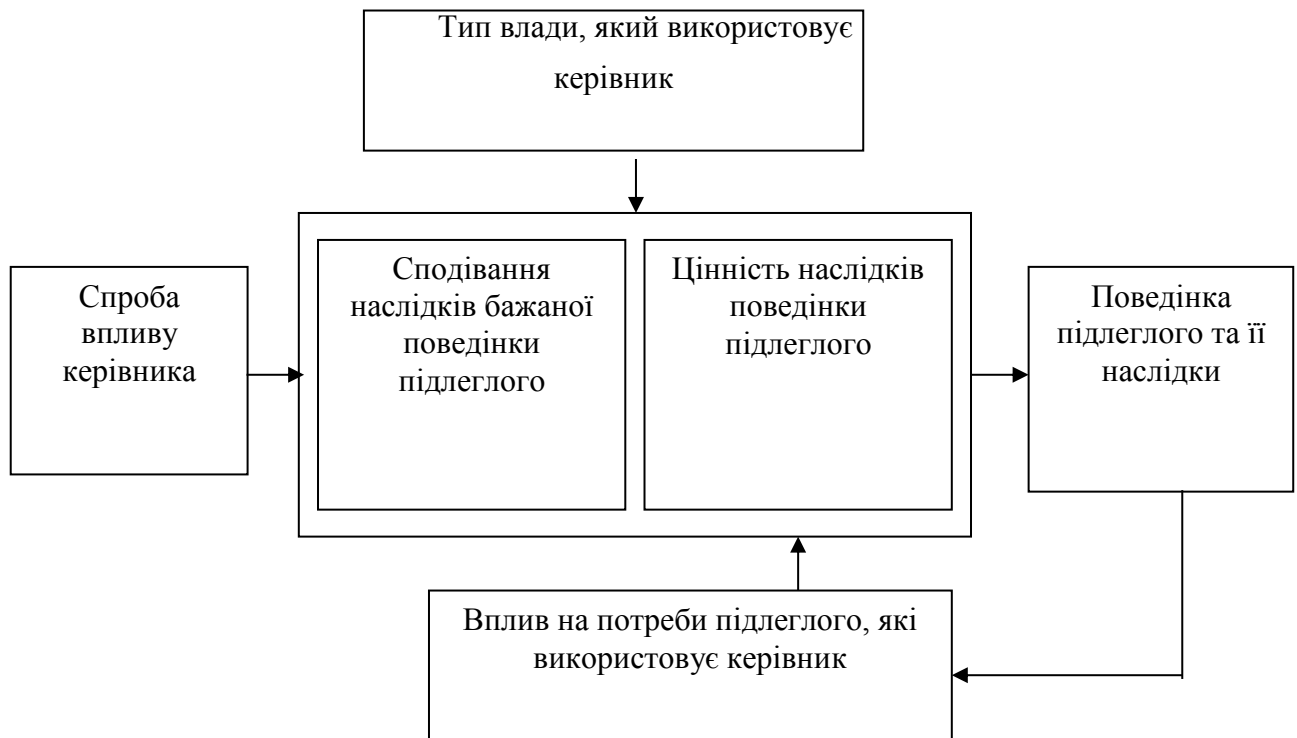 Тип влади, який використовує
керівник
Спроба
впливу
керівника
Сподівання
наслідків бажаної
поведінки
підлеглого
Цінність наслідків
поведінки
підлеглого
Поведінка
підлеглого та її
наслідки
Вплив на потреби підлеглого, які
використовує керівник